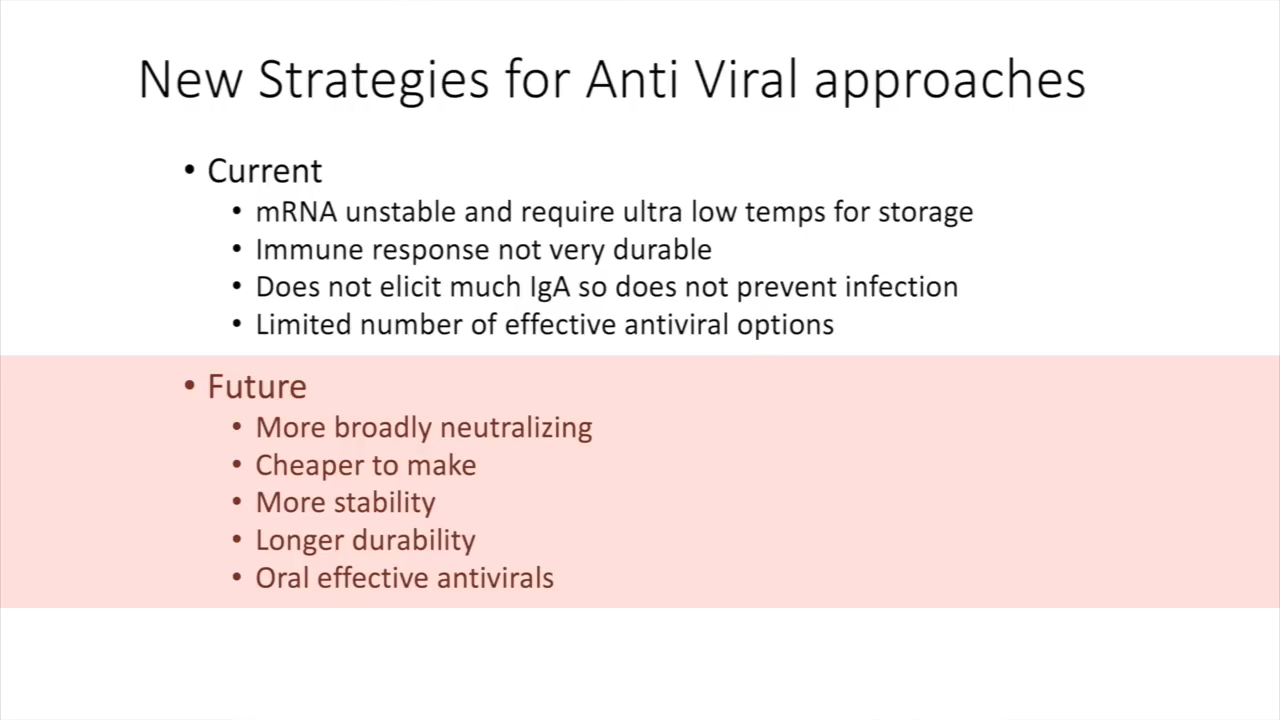 New Strategies for Anti Viral approaches
• Current
• mRNA unstable and require ultra low temps for storage
• Immune response not very durable
• Does not elicit much IgA so does not prevent infection
• Limited number of effective antiviral options
• Future
• More broadly neutralizing
• Cheaper to make
• More stability
• Longer durability
• Oral effective antivirals